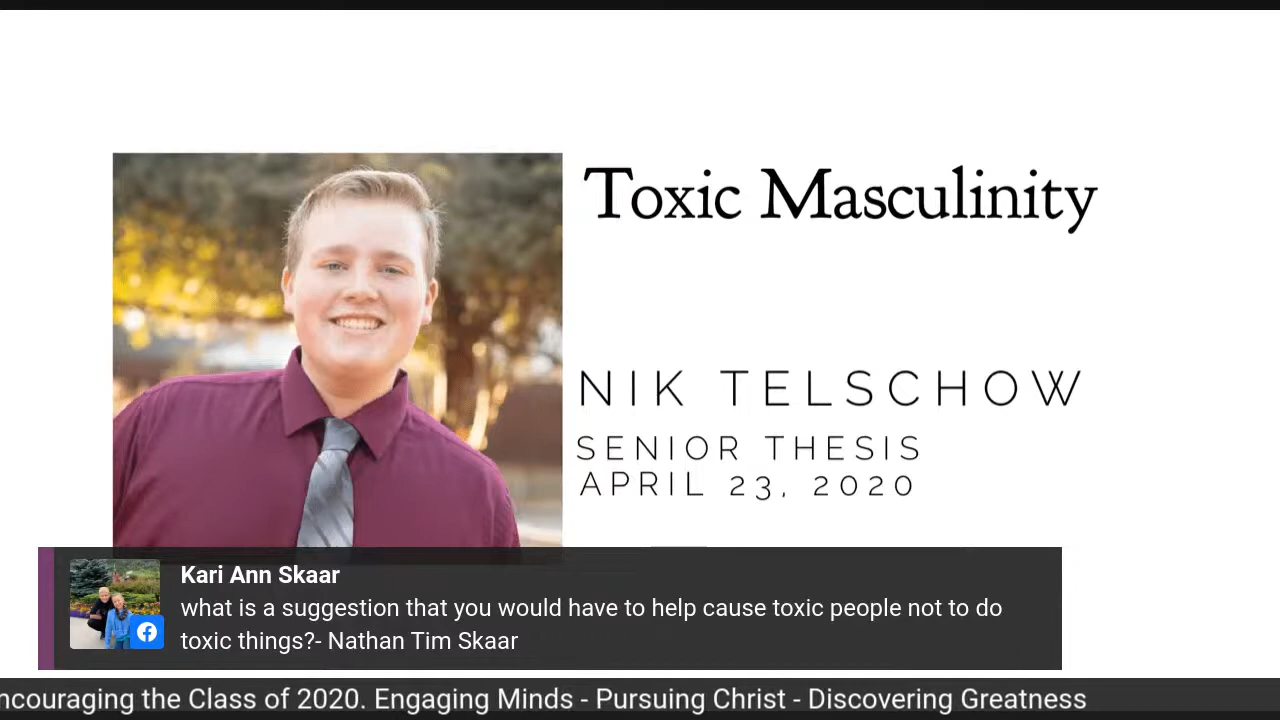 Toxic Masculinity
NIK TELSCHOW
SENIOR THESIS
APRIL 23, 2020
Kari Ann Skaar
what is a suggestion that you would have to help cause toxic people not to do
toxic things?- Nathan Tim Skaar
the Class of 2020. Engaging Minds - Pursuing Christ - Discovering Greatness